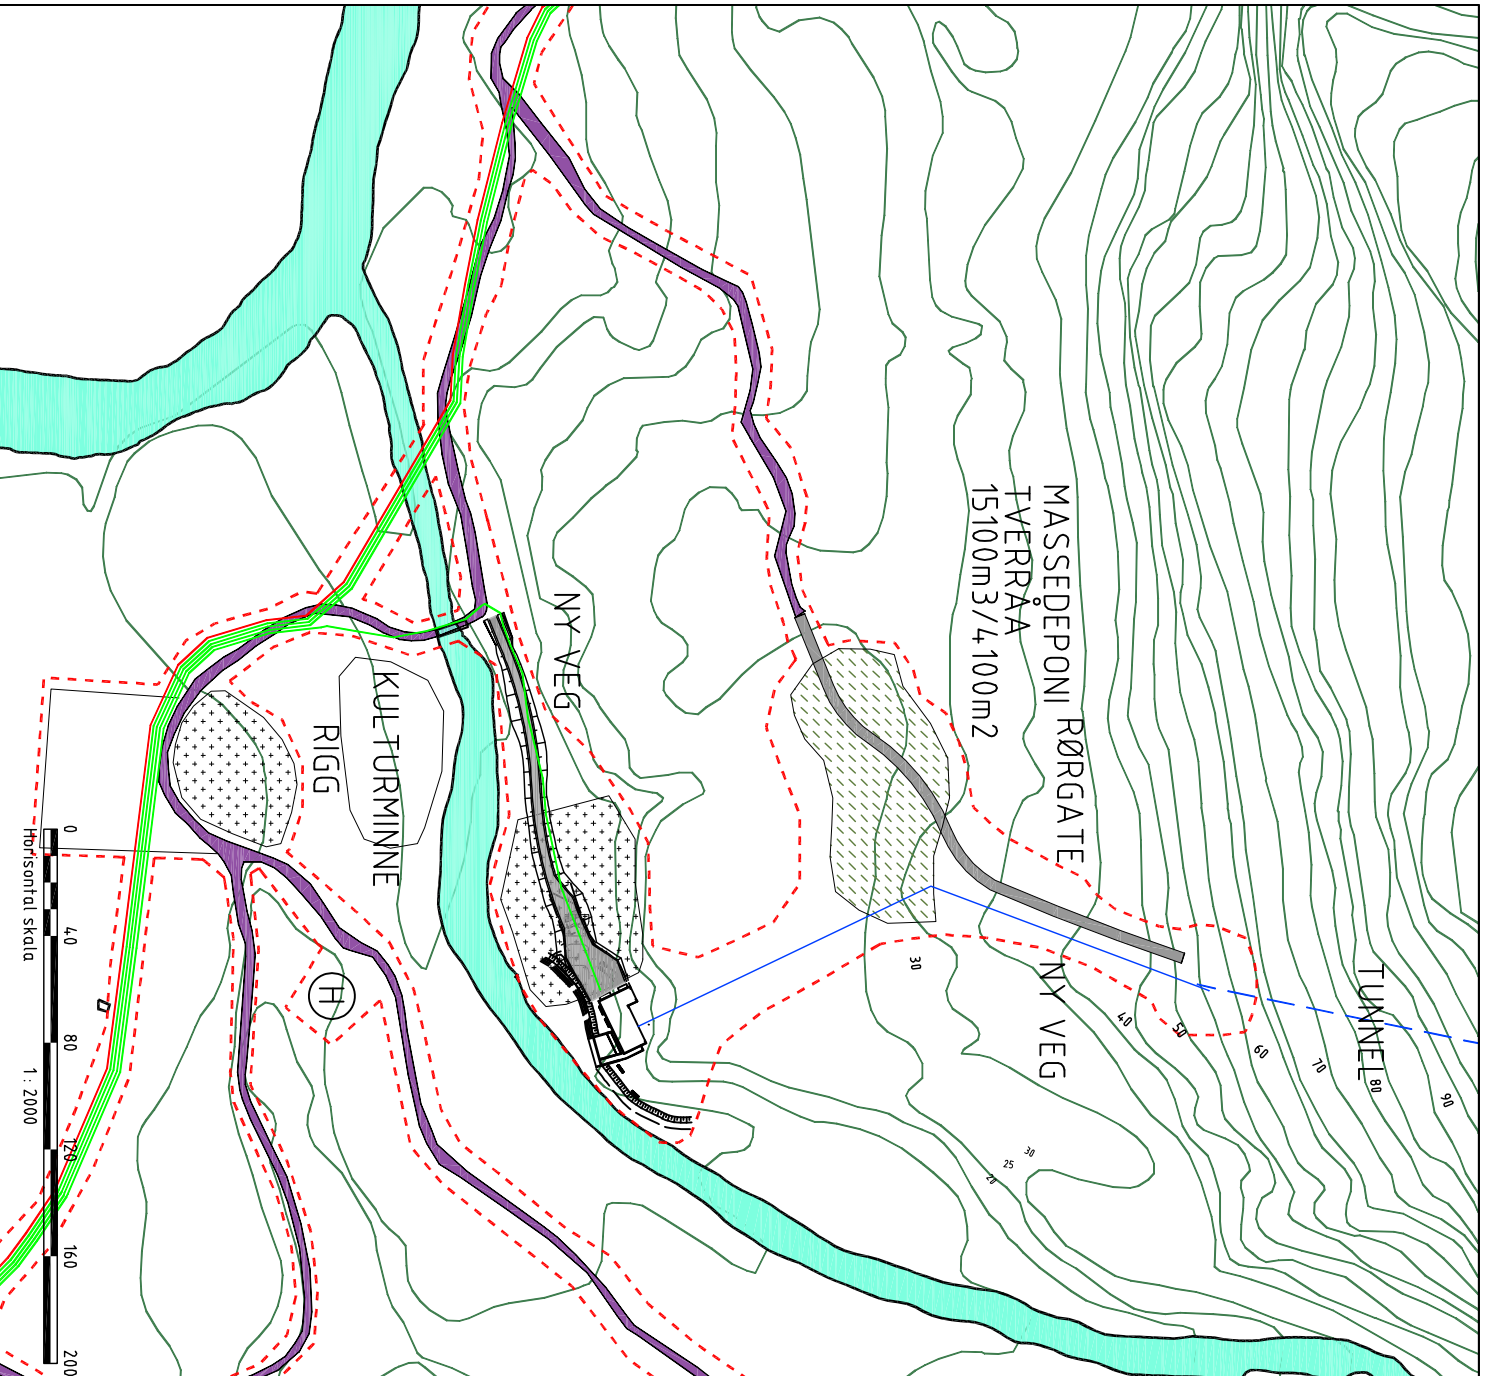 MASSEDEPONI
TVERRÅA
15100m3/4100m2
RØRGATE
NY VEG
TUNNEL
NY VEG
KULTURMINNE
RIGG
H
30
40
50
60
70
80
90
30
25
20
0
40
80
120
160
200
Horisontal skala
1: 2000